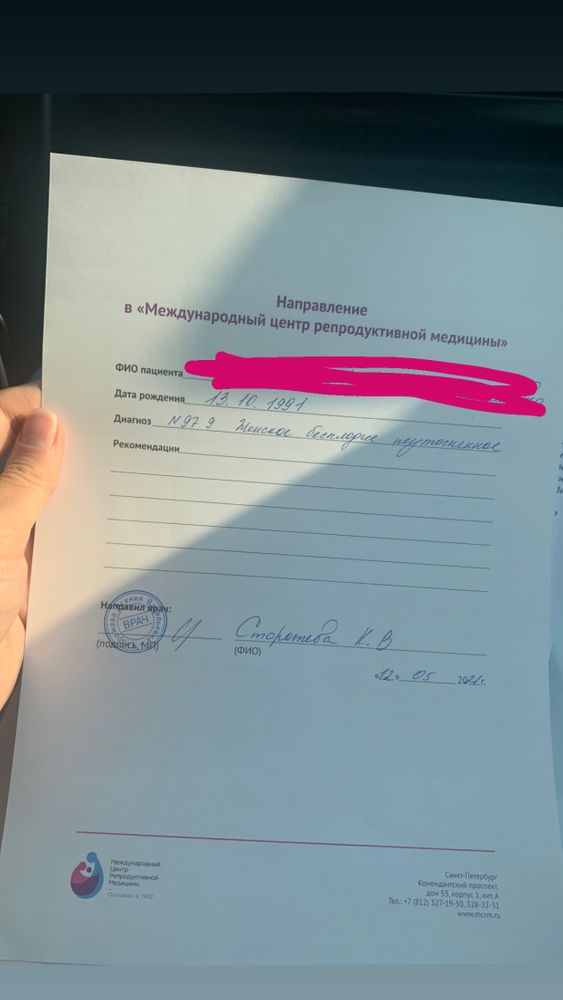 Направление
в «Международный центр репродуктивной медицины»
ФИО пациента
Дата рождения 13.10.1991
Диагноз N97.9 Женское бесплодие неуточненное
Рекомендации
Направил врач:
ВРАЧ
(подпись, МП) (ФИО)
К. В
«12» 05 2021 г.
Международный
Центр
Репродуктивной
Медицины
Основан в 1992
Санкт-Петербург
Комендантский проспект,
дом 53, корпус 1, лит. А
Тел.: +7 (812) 327-19-50, 328-22-51
www.mcrm.ru